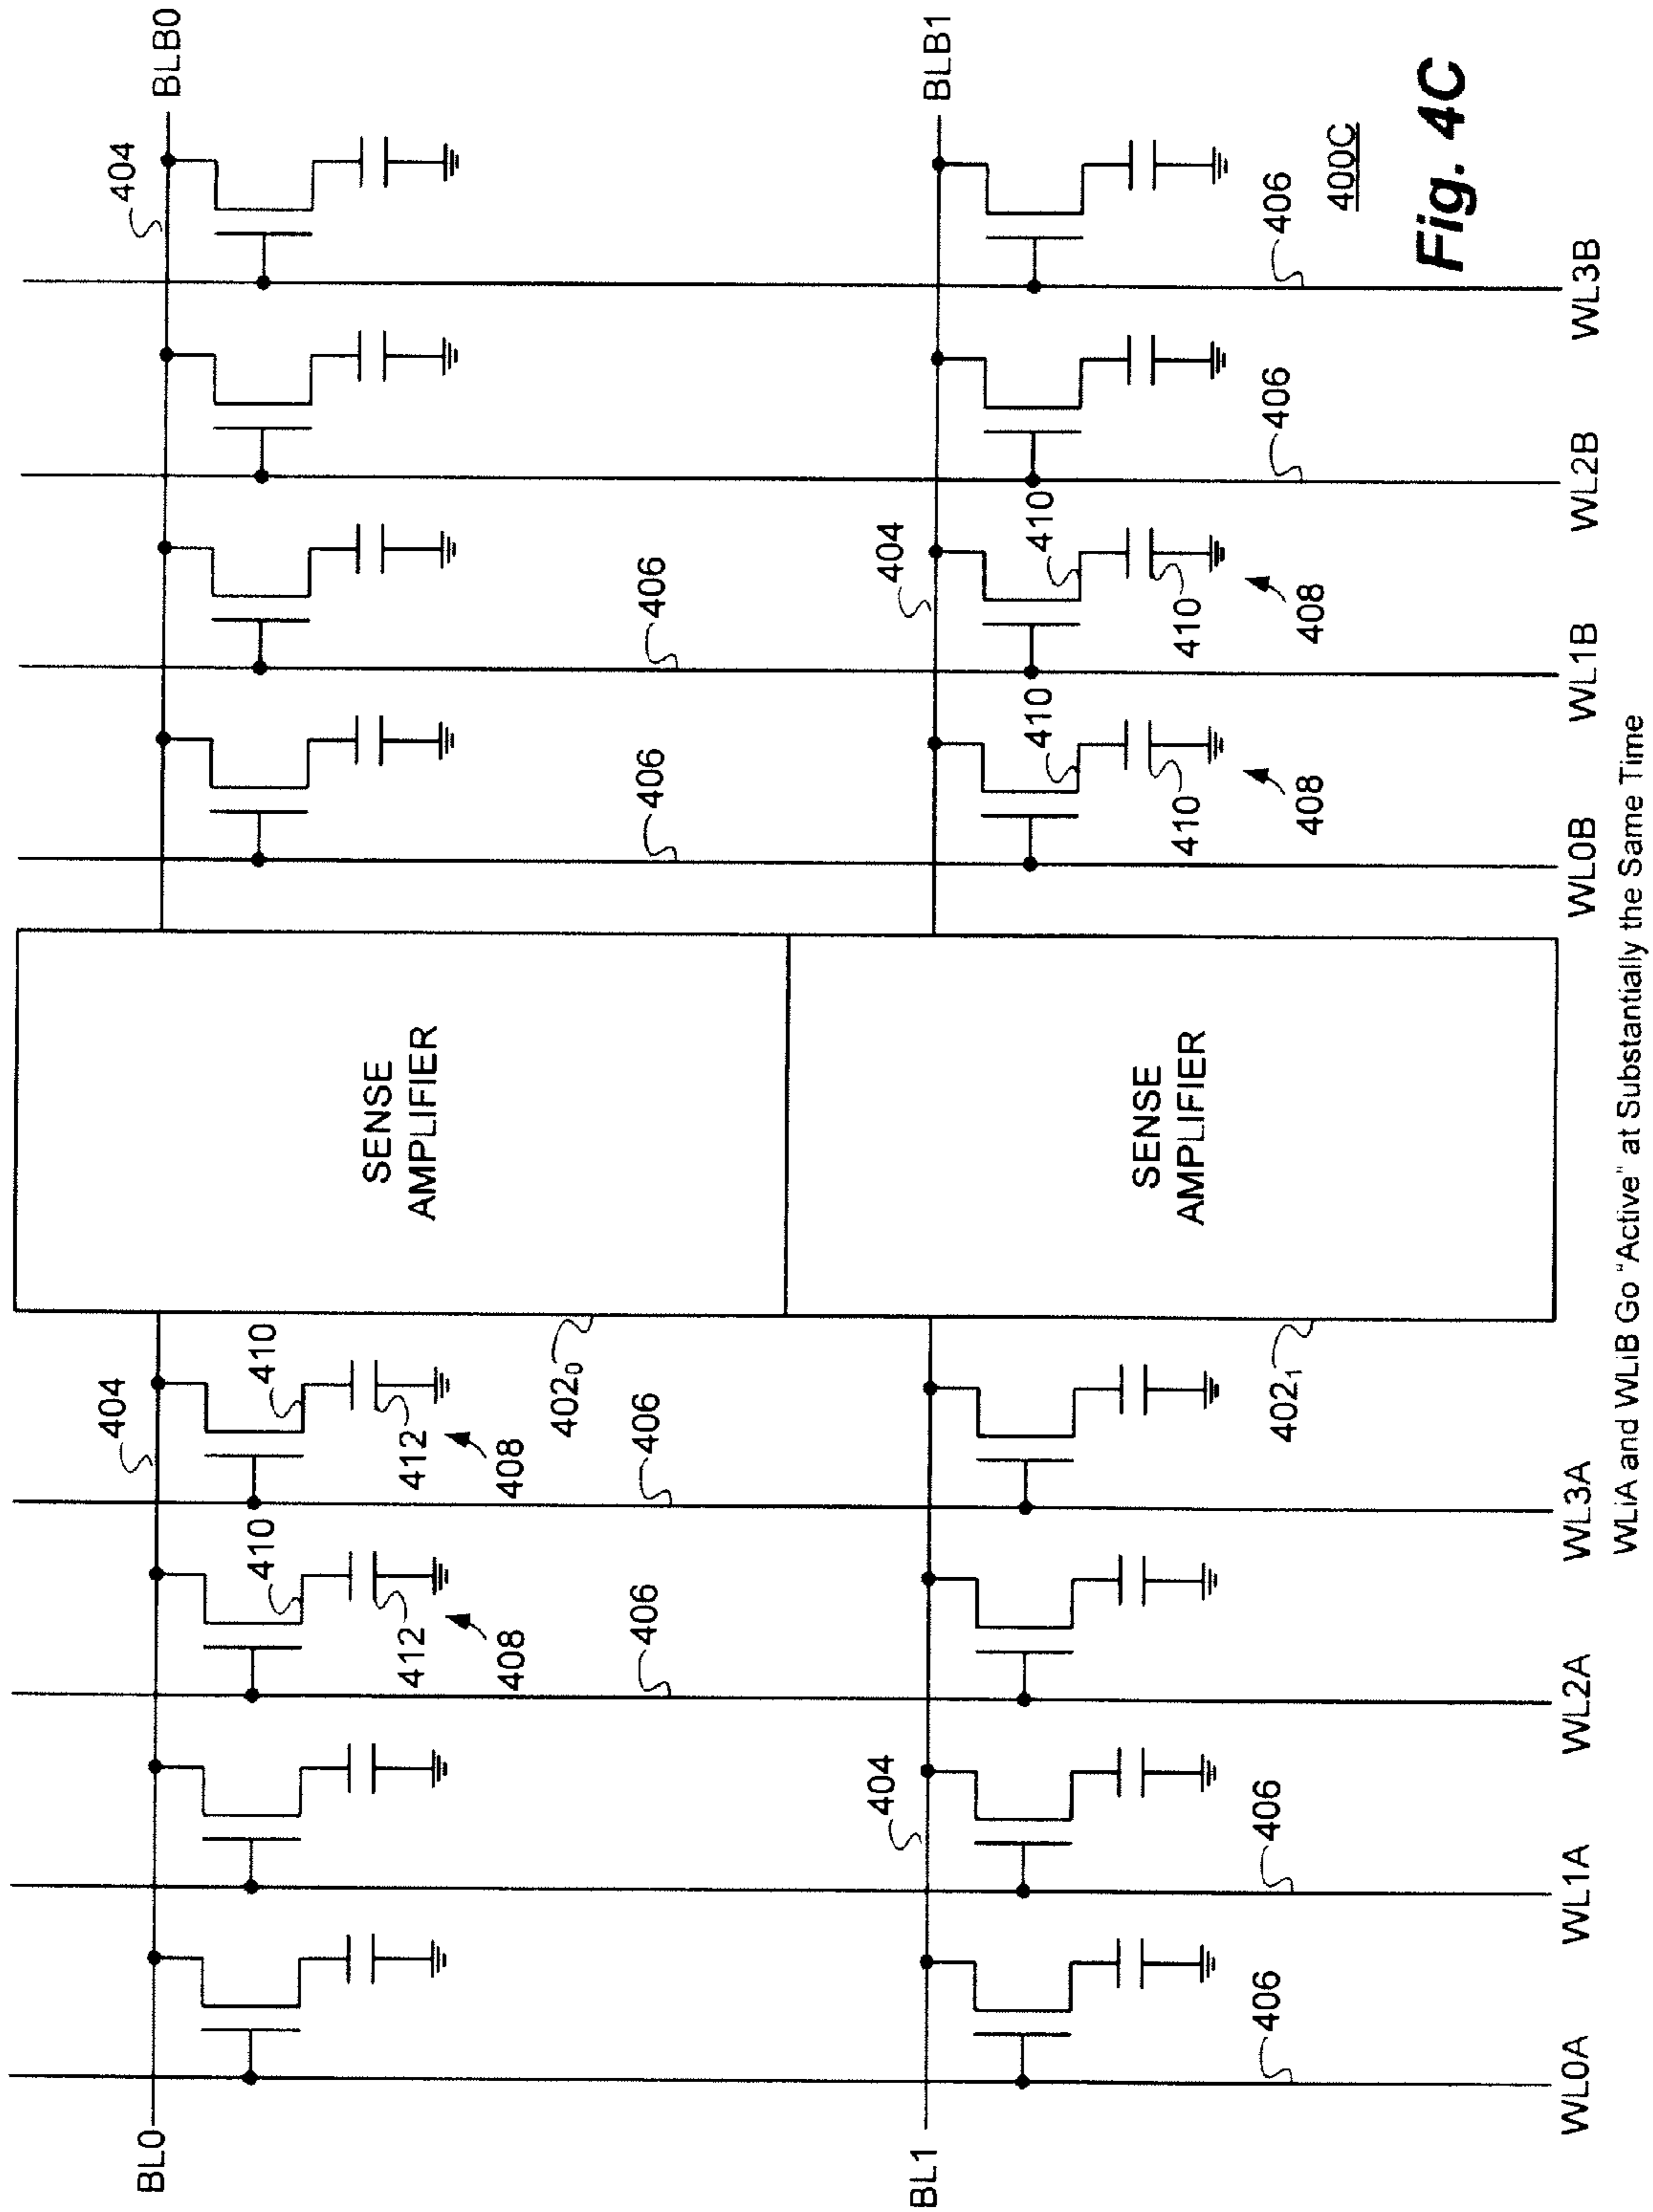 BL0
404
410
410
404
BLB0
412
412
408
408
SENSE
AMPLIFIER
406
406
406
406
402₀
BL1
404
404
410
410
BLB1
410
410
408
408
SENSE
AMPLIFIER
406
406
402₁
406
406
400C
WL0A
WL1A
WL2A
WL3A
WL0B
WL1B
WL2B
WL3B
WLiA and WLiB Go "Active" at Substantially the Same Time
Fig. 4C